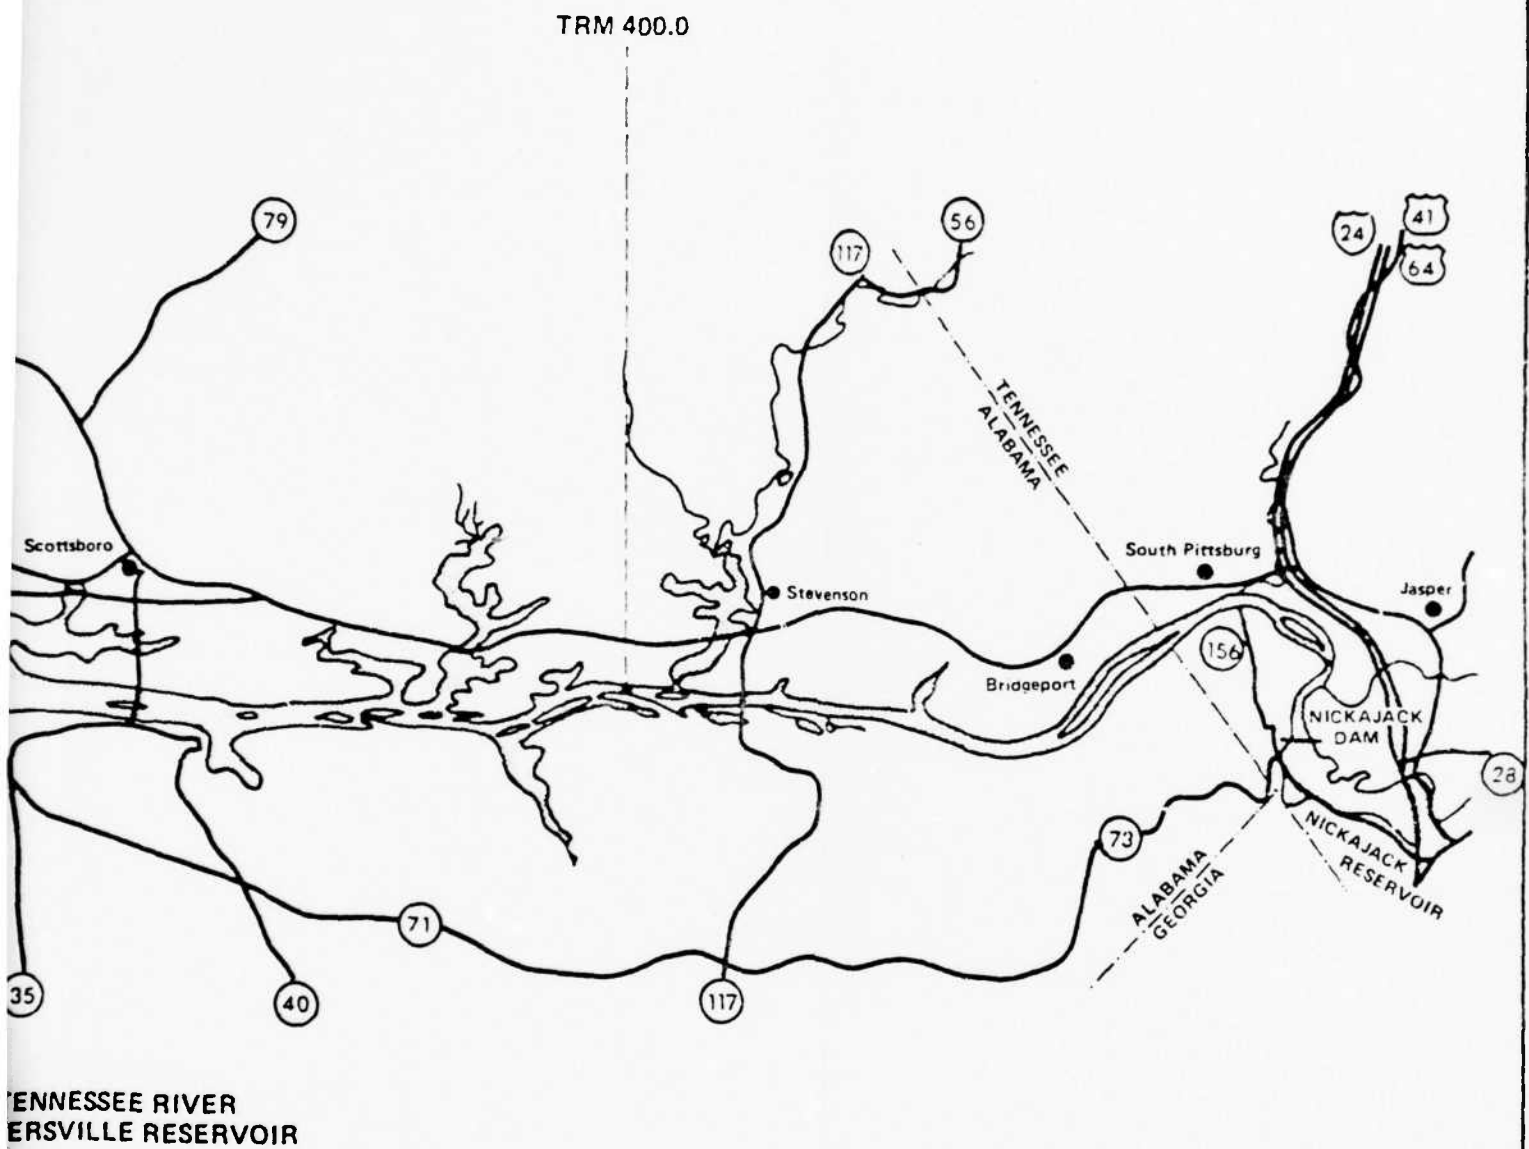 TRM 400.0
79
117
56
24
41
64
TENNESSEE
ALABAMA
Scottsboro
Stevenson
South Pittsburg
Jasper
156
Bridgeport
NICKAJACK
DAM
28
73
NICKAJACK
RESERVOIR
ALABAMA
GEORGIA
71
35
40
117
TENNESSEE RIVER
ERSVILLE RESERVOIR